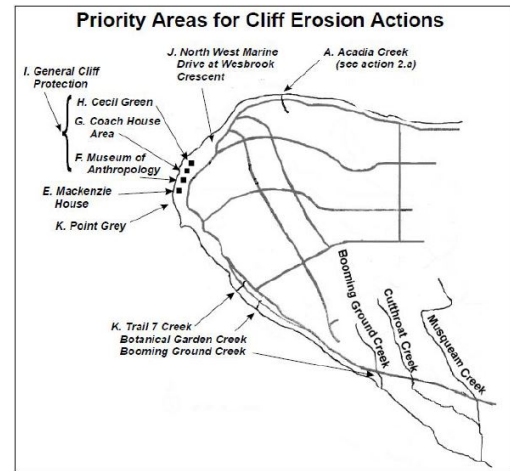 Priority Areas for Cliff Erosion Actions
J. North West Marine
Drive at Wesbrook
Crescent
A. Acadia Creek
(see action 2.a)
I. General Cliff
Protection
H. Cecil Green
G. Coach House
Area
F. Museum of
Anthropology
E. Mackenzie
House
K. Point Grey
K. Trail 7 Creek
Botanical Garden Creek
Booming Ground Creek
Booming Ground Creek
Cutthroat Creek
Musqueam Creek